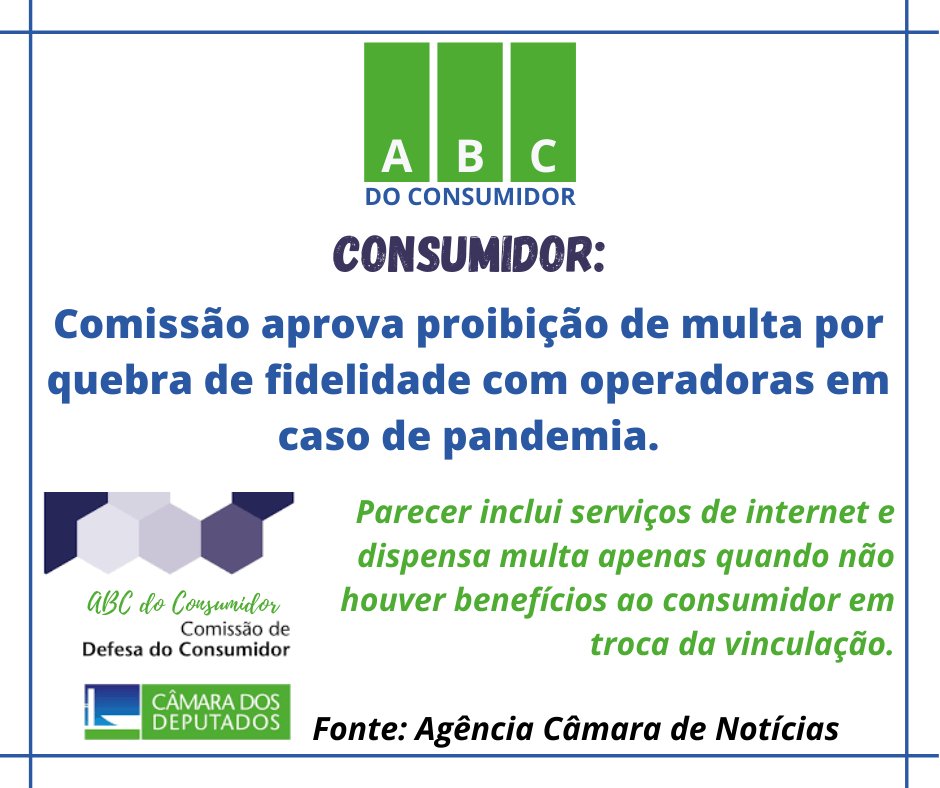 A B C
DO CONSUMIDOR
CONSUMIDOR:
Comissão aprova proibição de multa por
quebra de fidelidade com operadoras em
caso de pandemia.
Parecer inclui serviços de internet e
dispensa multa apenas quando não
houver benefícios ao consumidor em
troca da vinculação.
ABC do Consumidor
Comissão de
Defesa do Consumidor
CÂMARA DOS
DEPUTADOS
Fonte: Agência Câmara de Notícias